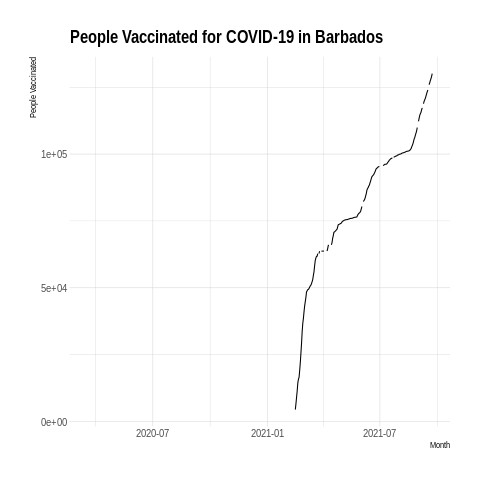 People Vaccinated for COVID-19 in Barbados
People Vaccinated
1e+05
5e+04
0e+00
2020-07 2021-01 2021-07
Month